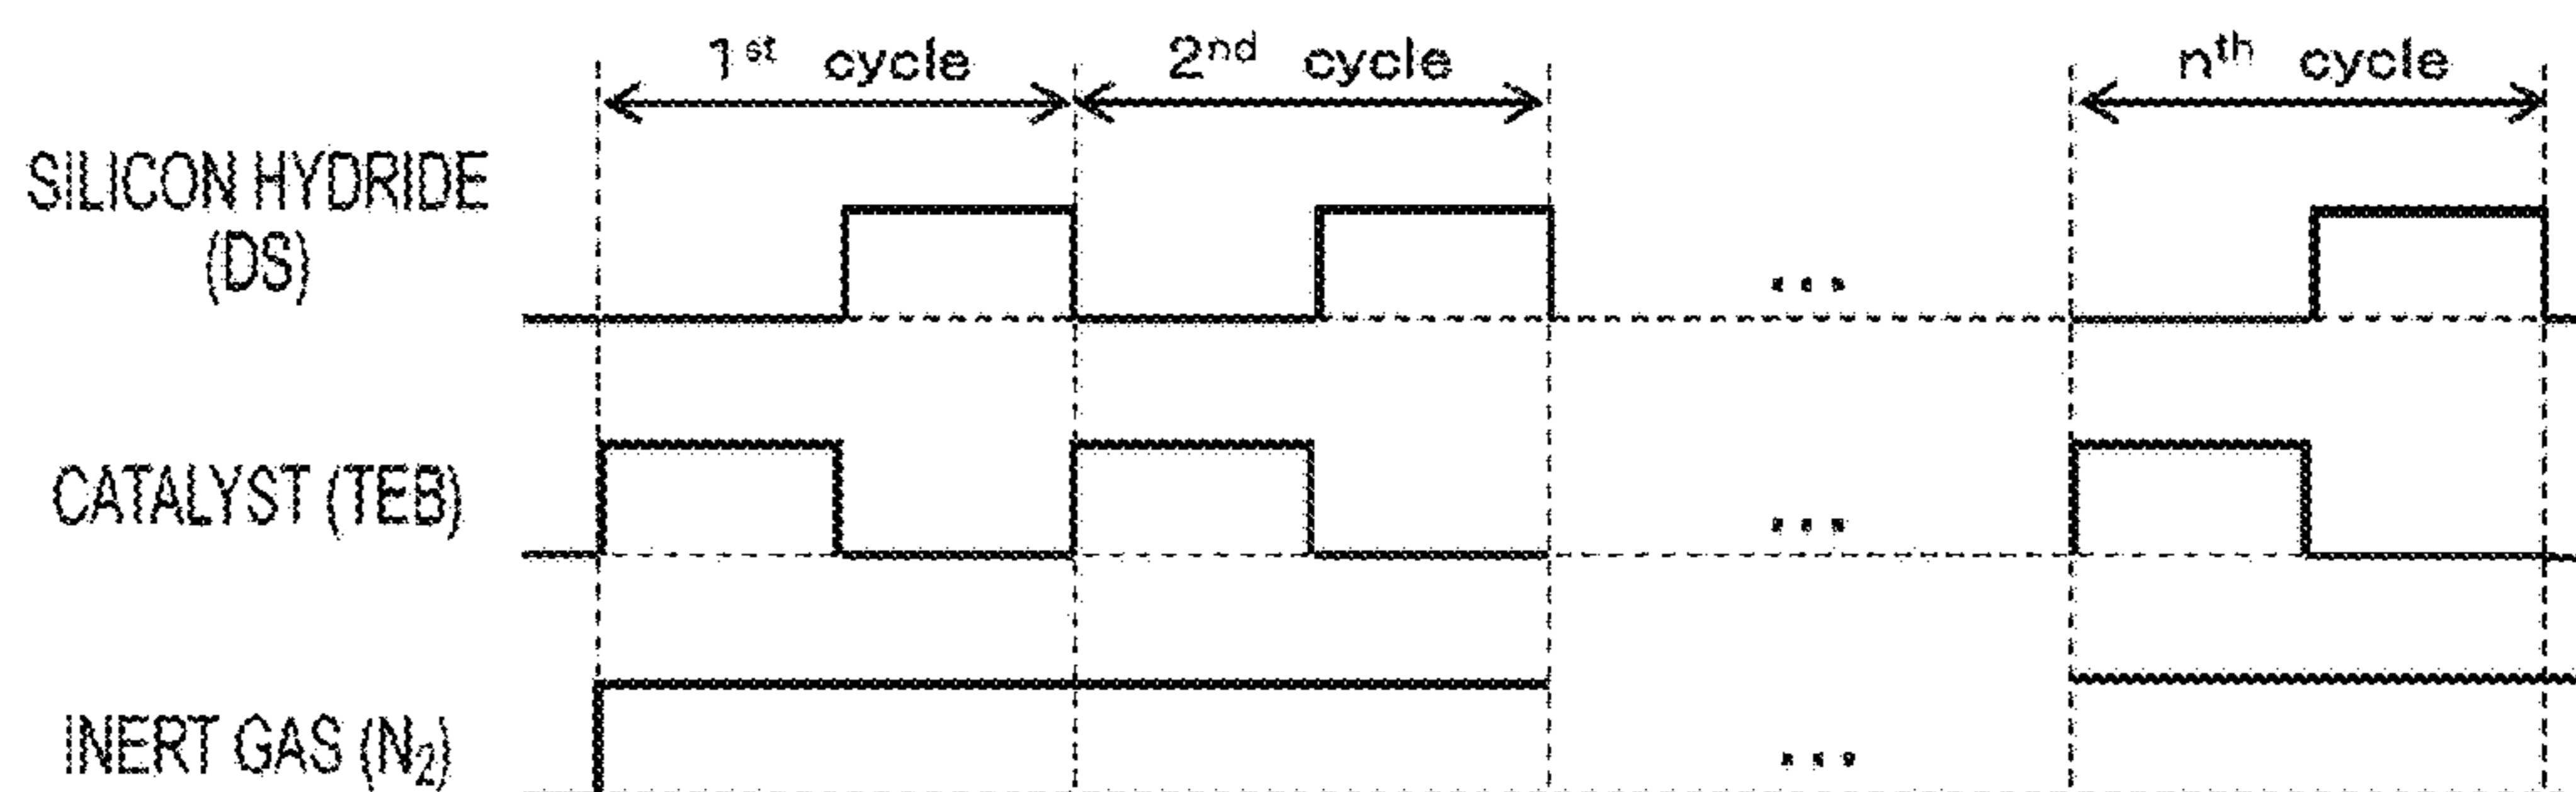 1st cycle 2nd cycle nth cycle
SILICON HYDRIDE
(DS)
...
CATALYST (TEB)
...
INERT GAS (N2)
...